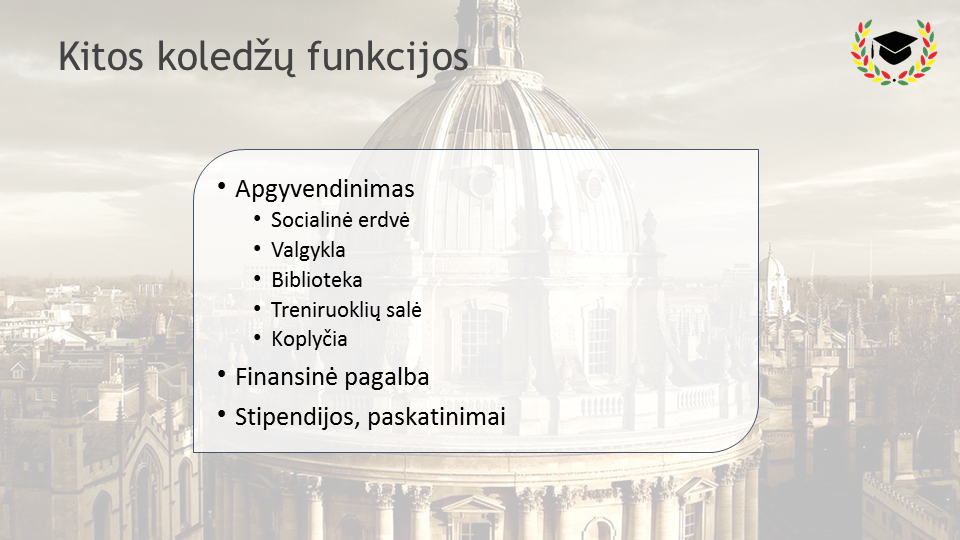 Kitos koledžų funkcijos
• Apgyvendinimas
• Socialinė erdvė
• Valgykla
• Biblioteka
• Treniruoklių salė
• Koplyčia
• Finansinė pagalba
• Stipendijos, paskatinimai